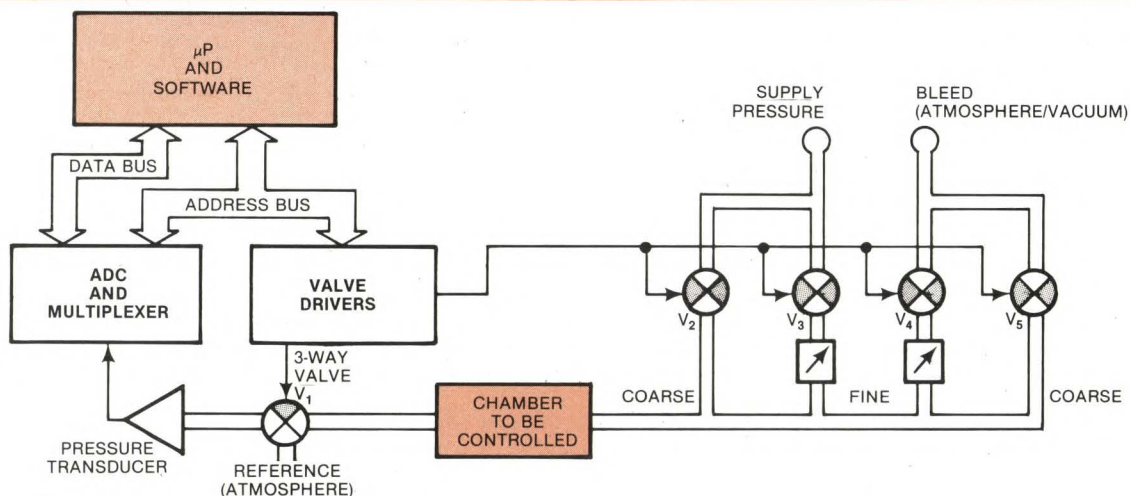 μP
AND
SOFTWARE
SUPPLY
PRESSURE
BLEED
(ATMOSPHERE/VACUUM)
DATA BUS
ADDRESS BUS
ADC
AND
MULTIPLEXER
VALVE
DRIVERS
V2
V3
V4
V5
3-WAY
VALVE
V1
COARSE
FINE
COARSE
CHAMBER
TO BE
CONTROLLED
PRESSURE
TRANSDUCER
REFERENCE
(ATMOSPHERE)